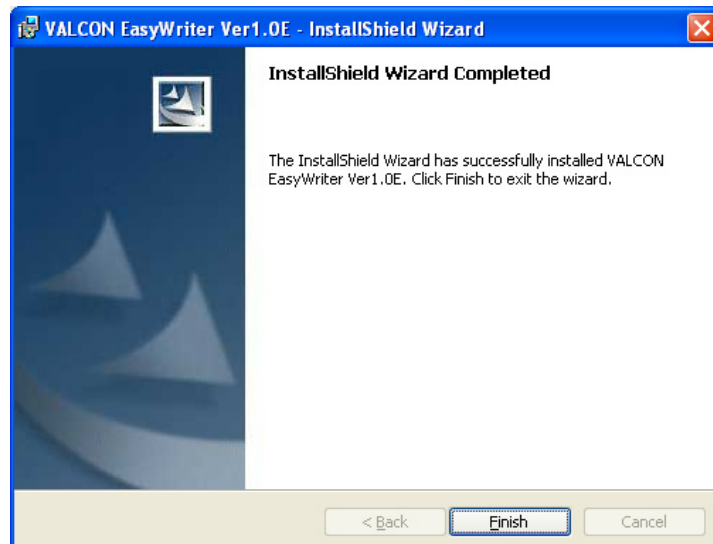 VALCON EasyWriter Ver1.0E - InstallShield Wizard
InstallShield Wizard Completed
The InstallShield Wizard has successfully installed VALCON
EasyWriter Ver1.0E. Click Finish to exit the wizard.
< Back Finish Cancel